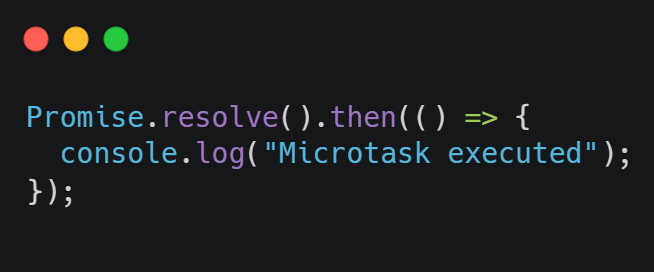 Promise.resolve().then(() => {
  console.log("Microtask executed");
});